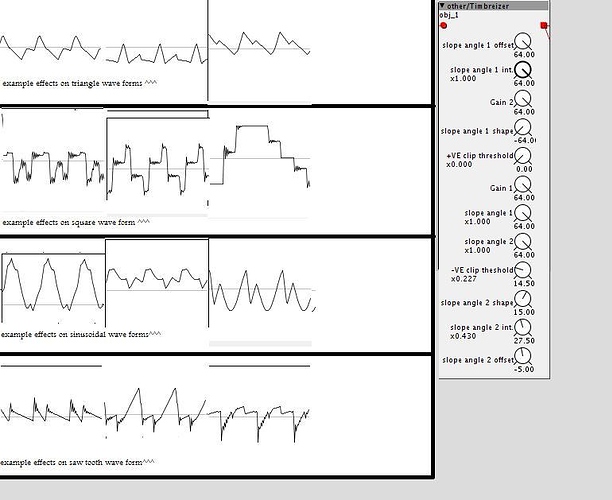 example effects on triangle wave forms ^^^
example effects on square wave form ^^^
example effects on sinusoidal wave forms^^^
example effects on saw tooth wave form^^^
other/Timbreizer
obj_1
slope angle 1 offset
64.00
slope angle 1 int.
x1.000
64.00
Gain 2
64.00
slope angle 1 shape
-64.00
+VE clip threshold
x0.000
0.00
Gain 1
64.00
slope angle 1
x1.000
64.00
slope angle 2
x1.000
64.00
-VE clip theshold
x0.227
14.50
slope angle 2 shape
15.00
slope angle 2 int.
x0.430
27.50
slope angle 2 offset
-5.00